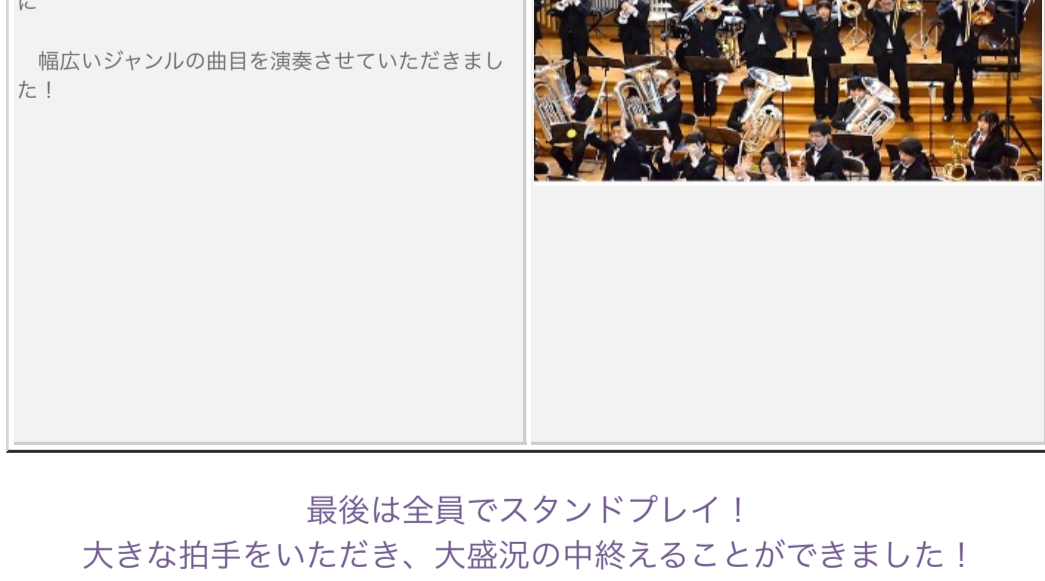 に
幅広いジャンルの曲目を演奏させていただきまし
た！
最後は全員でスタンドプレイ！
大きな拍手をいただき、大盛況の中終えることができました！